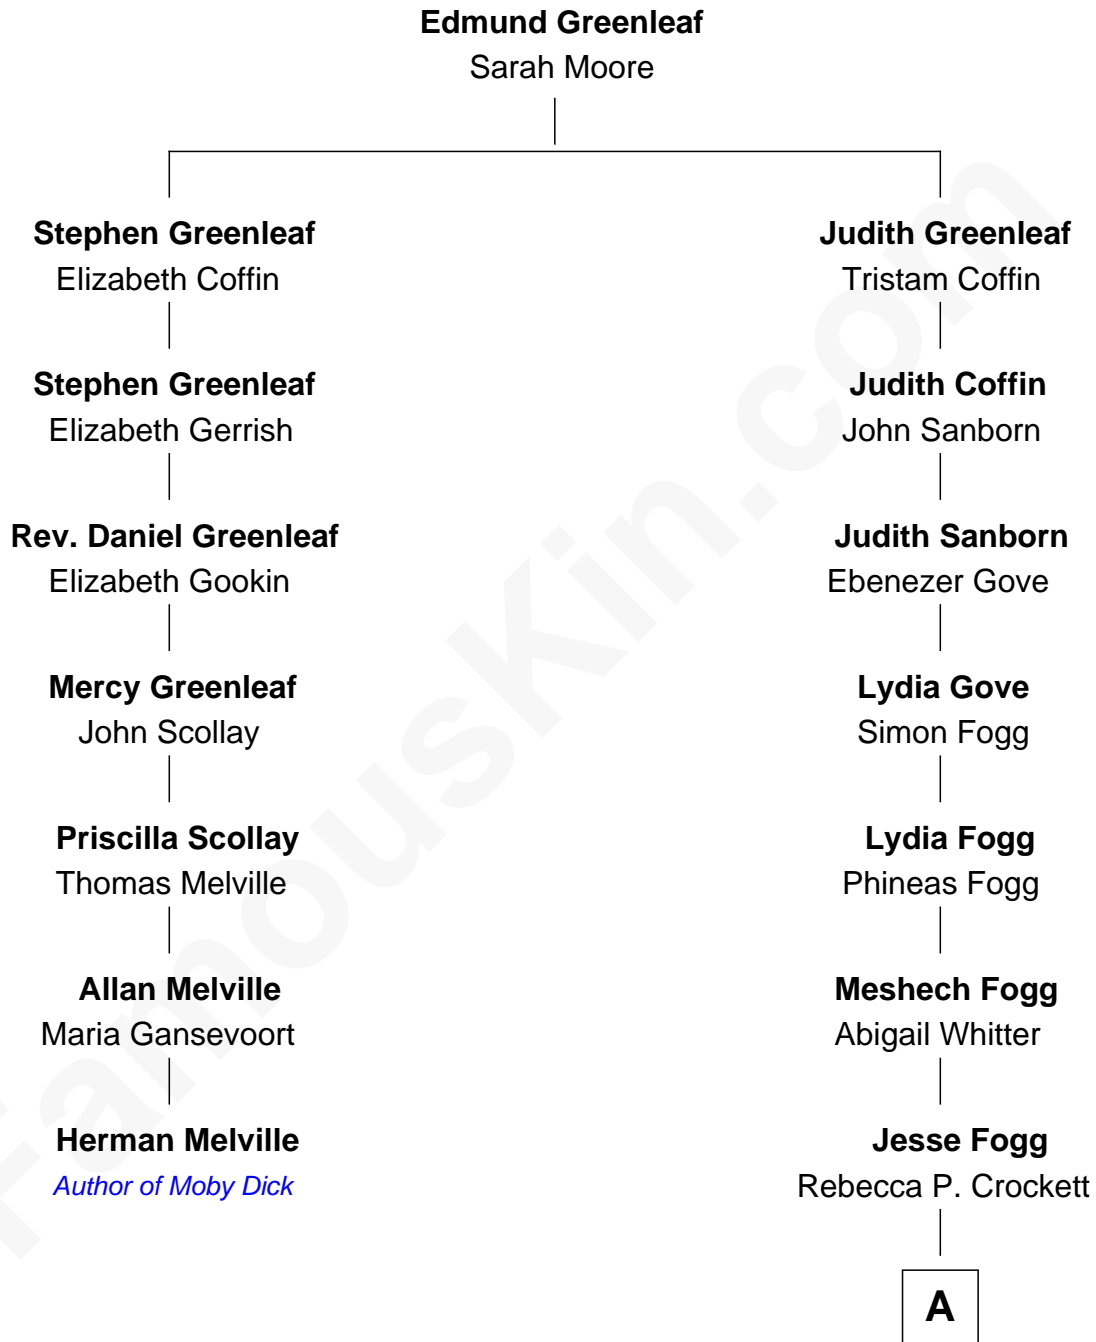 Edmund Greenleaf
Sarah Moore
Stephen Greenleaf
Elizabeth Coffin
Judith Greenleaf
Tristam Coffin
Stephen Greenleaf
Elizabeth Gerrish
Judith Coffin
John Sanborn
Rev. Daniel Greenleaf
Elizabeth Gookin
Judith Sanborn
Ebenezer Gove
Mercy Greenleaf
John Scollay
Lydia Gove
Simon Fogg
Priscilla Scollay
Thomas Melville
Lydia Fogg
Phineas Fogg
Allan Melville
Maria Gansevoort
Meshech Fogg
Abigail Whitter
Herman Melville
Author of Moby Dick
Jesse Fogg
Rebecca P. Crockett
A
FamousKin.com